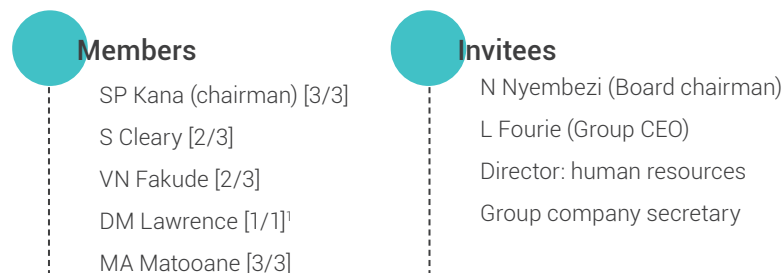 Members
SP Kana (chairman) [3/3]
S Cleary [2/3]
VN Fakude [2/3]
DM Lawrence [1/1]¹
MA Matooane [3/3]
Invitees
N Nyembezi (Board chairman)
L Fourie (Group CEO)
Director: human resources
Group company secretary